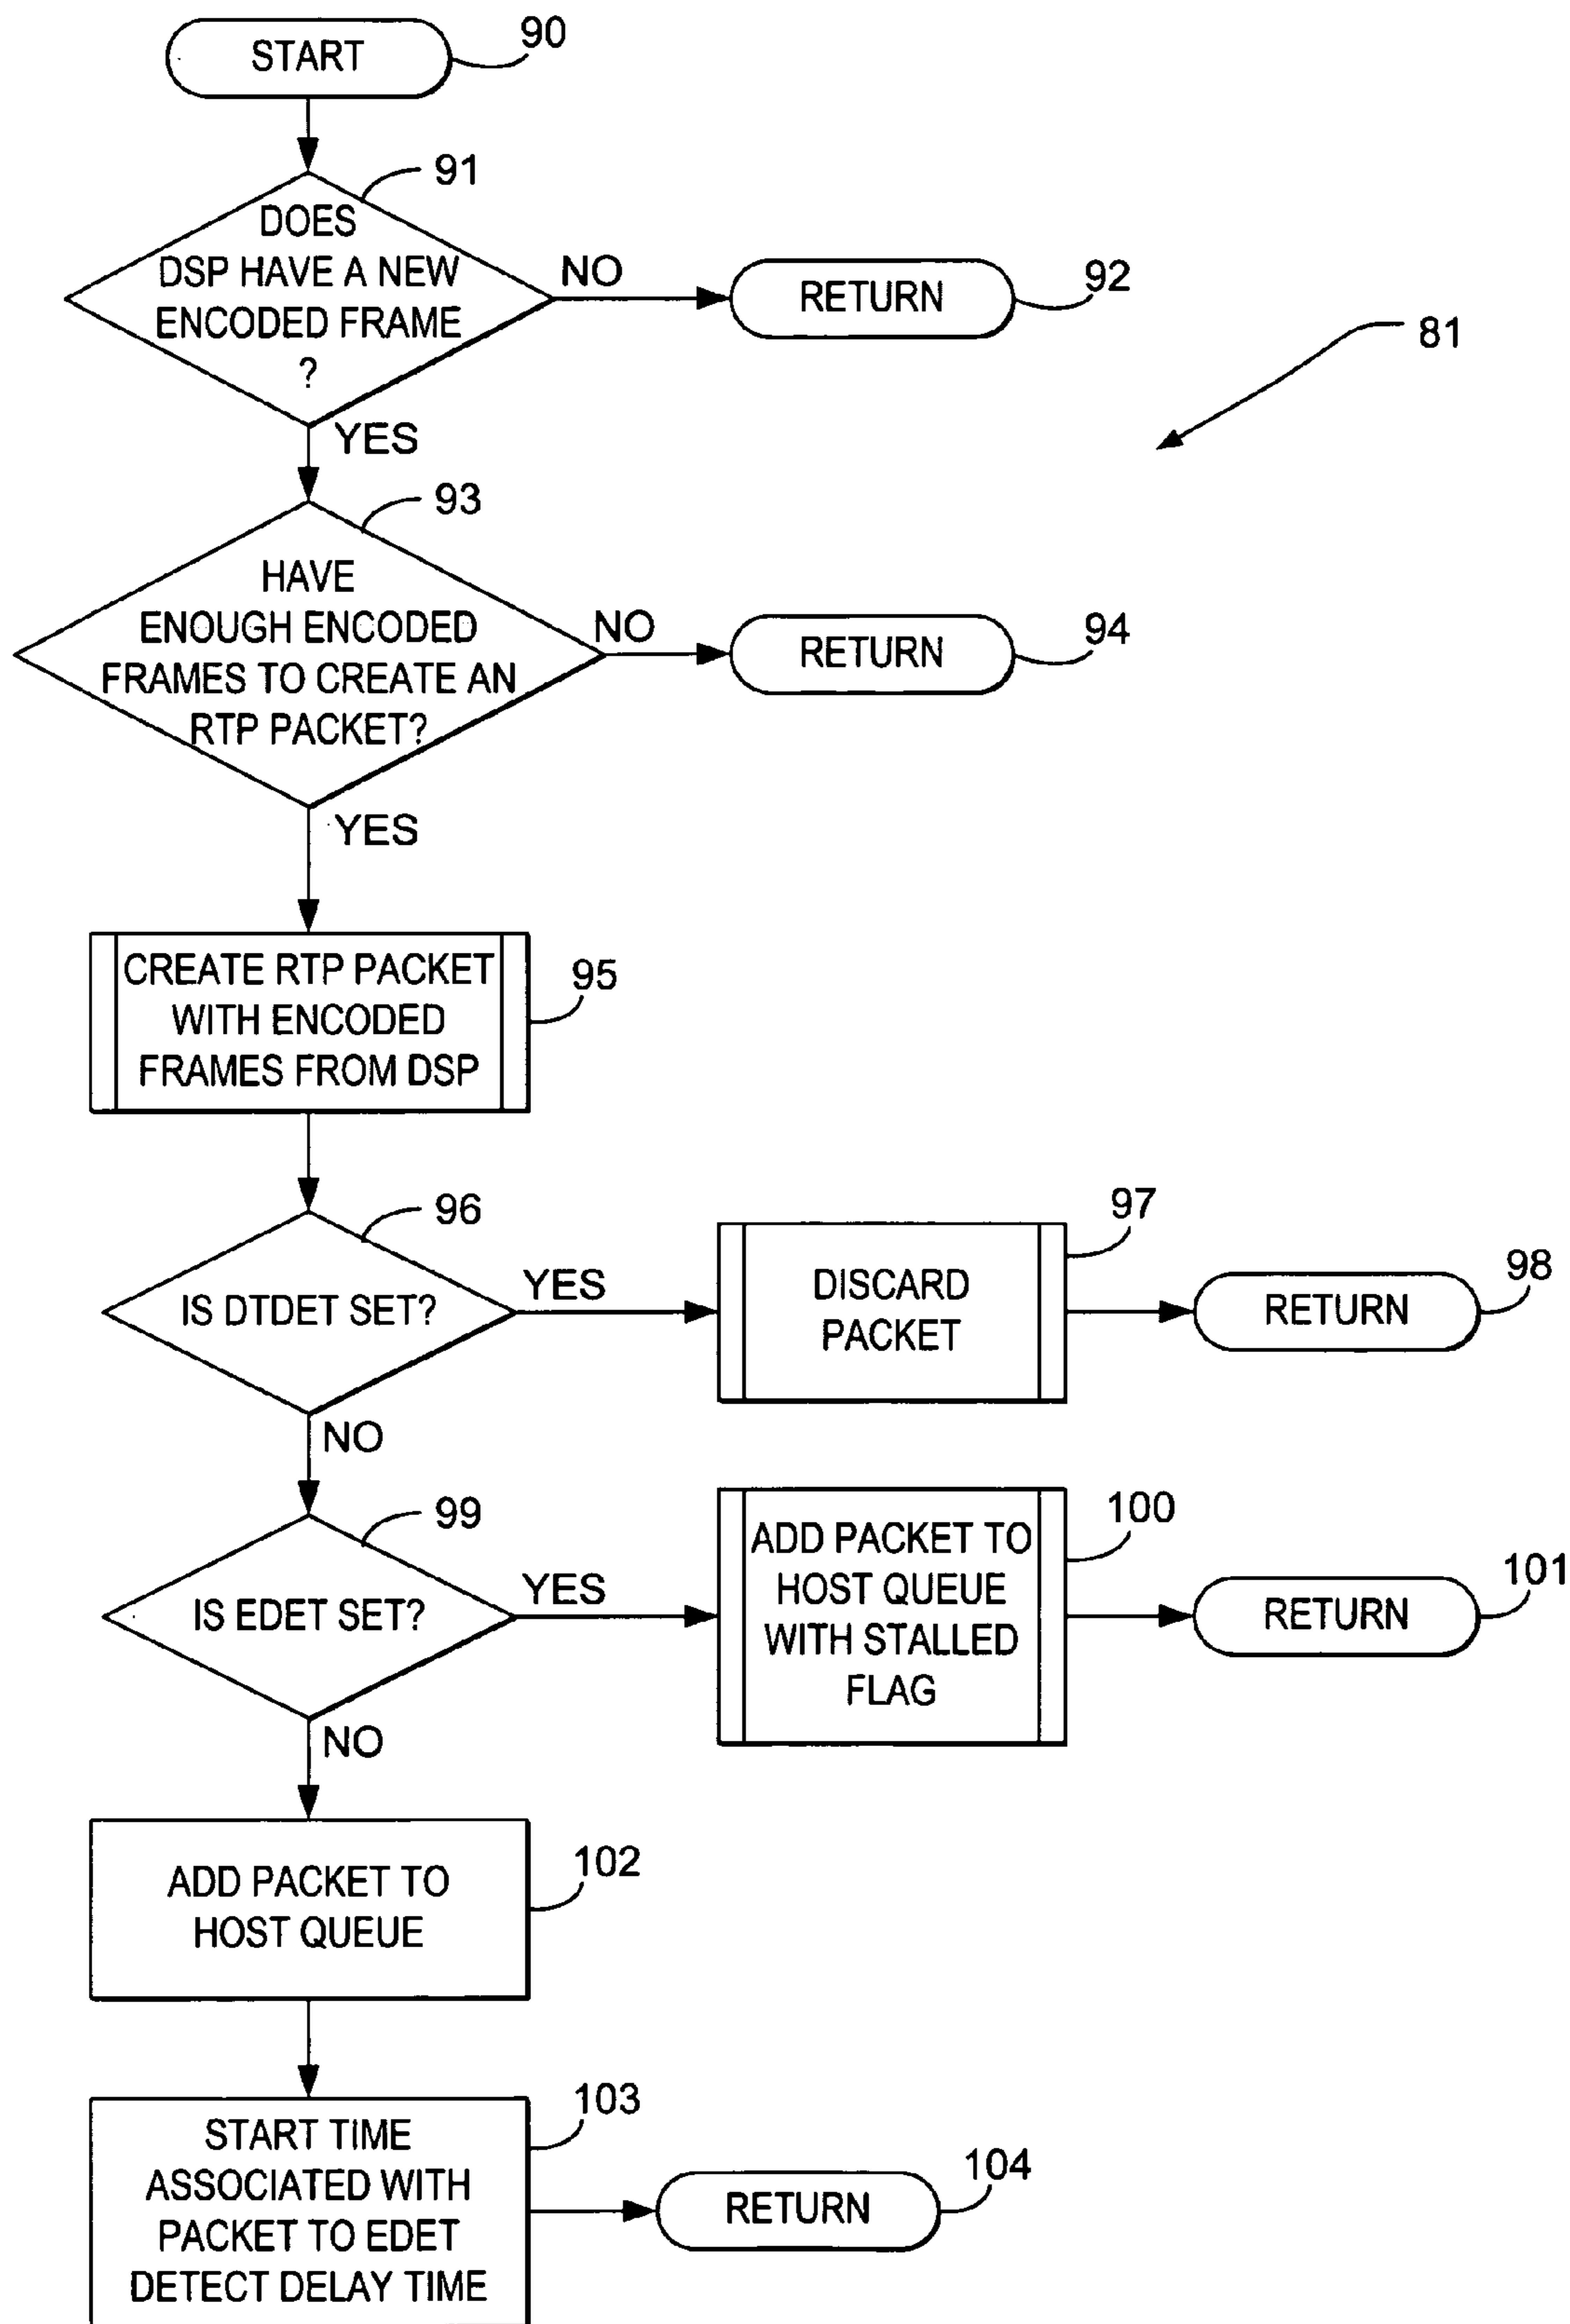 START
90
91
DOES
DSP HAVE A NEW
ENCODED FRAME
?
NO
RETURN
92
81
YES
93
HAVE
ENOUGH ENCODED
FRAMES TO CREATE AN
RTP PACKET?
NO
RETURN
94
YES
CREATE RTP PACKET
WITH ENCODED
FRAMES FROM DSP
95
96
IS DTDET SET?
YES
DISCARD
PACKET
97
RETURN
98
NO
99
IS EDET SET?
YES
ADD PACKET TO
HOST QUEUE
WITH STALLED
FLAG
100
RETURN
101
NO
ADD PACKET TO
HOST QUEUE
102
START TIME
ASSOCIATED WITH
PACKET TO EDET
DETECT DELAY TIME
103
RETURN
104